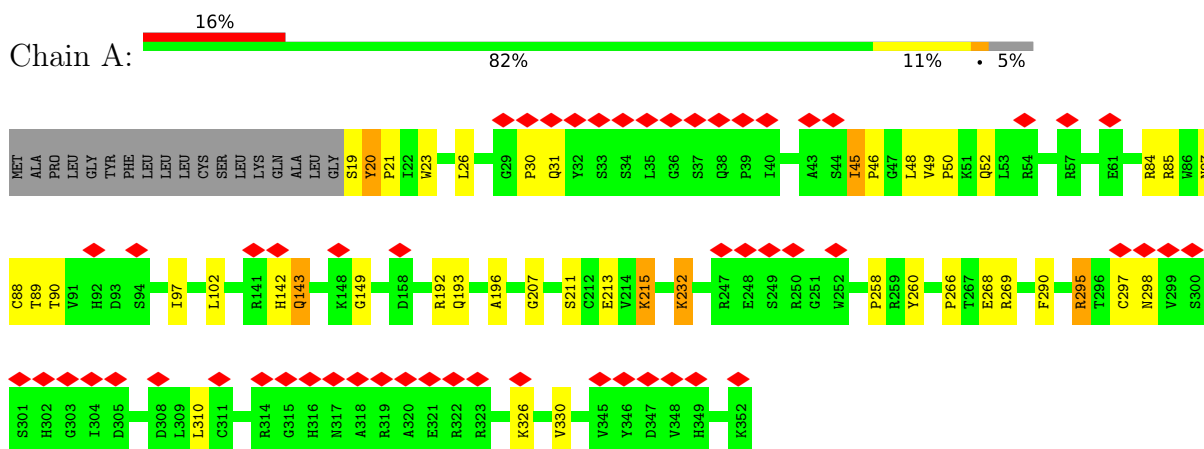 16%
Chain A:
82% 11% • 5%
MET ALA PRO LEU GLY TYR PHE LEU LEU LEU CYS SER LEU LYS GLN ALA LEU GLY S19 Y20 P21 I22 W23 L26 G29 P30 Q31 Y32 S33 S34 L35 G36 S37 Q38 P39 I40 A43 S44 I45 P46 G47 L48 V49 P50 K51 Q52 L53 R54 R57 E61 R84 R85 W86
C88 T89 T90 V91 H92 D93 S94 I97 L102 R141 H142 Q143 K148 G149 D158 R192 Q193 A196 G207 S211 C212 E213 V214 K215 K232 R247 E248 S249 R250 G251 W252 P258 R259 Y260 P266 T267 E268 R269 F290 R295 T296 C297 N298 V299 S300
S301 H302 G303 I304 D305 D308 L309 L310 C311 R314 G315 H316 N317 A318 R319 A320 E321 R322 R323 K326 V330 V345 Y346 D347 V348 H349 K352